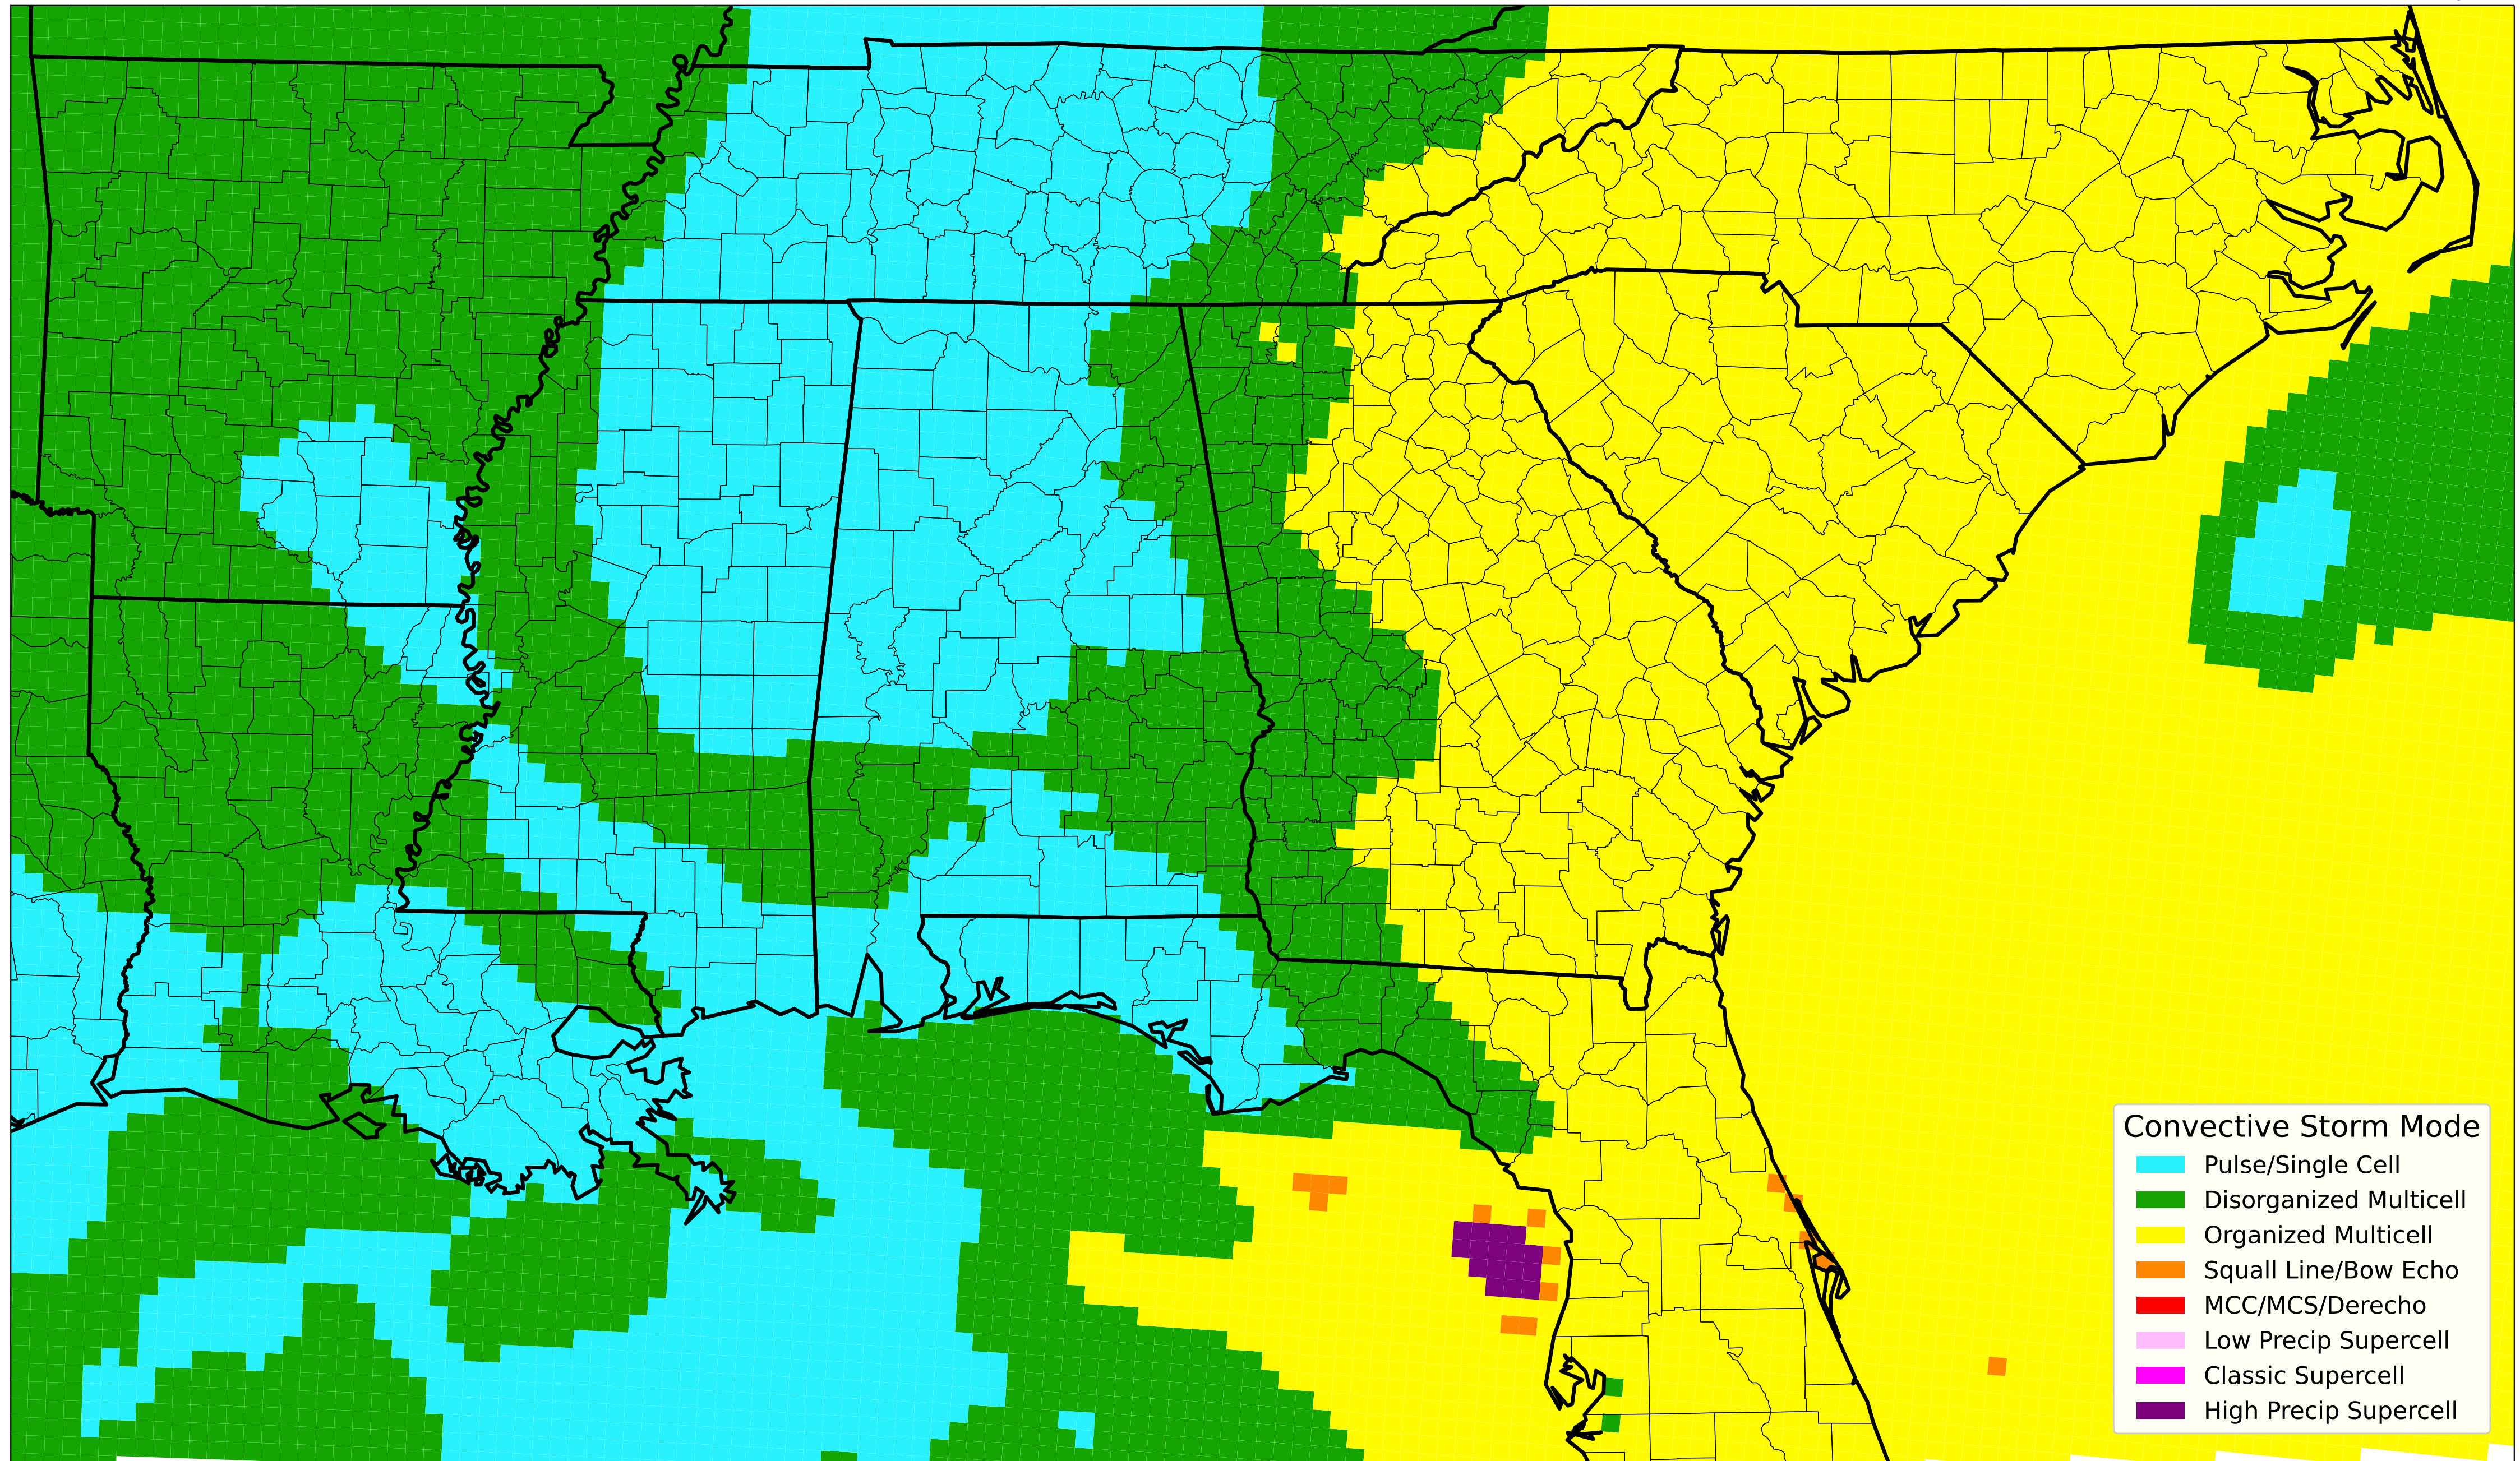 Convective Storm Mode
Pulse/Single Cell
Disorganized Multicell
Organized Multicell
Squall Line/Bow Echo
MCC/MCS/Derecho
Low Precip Supercell
Classic Supercell
High Precip Supercell